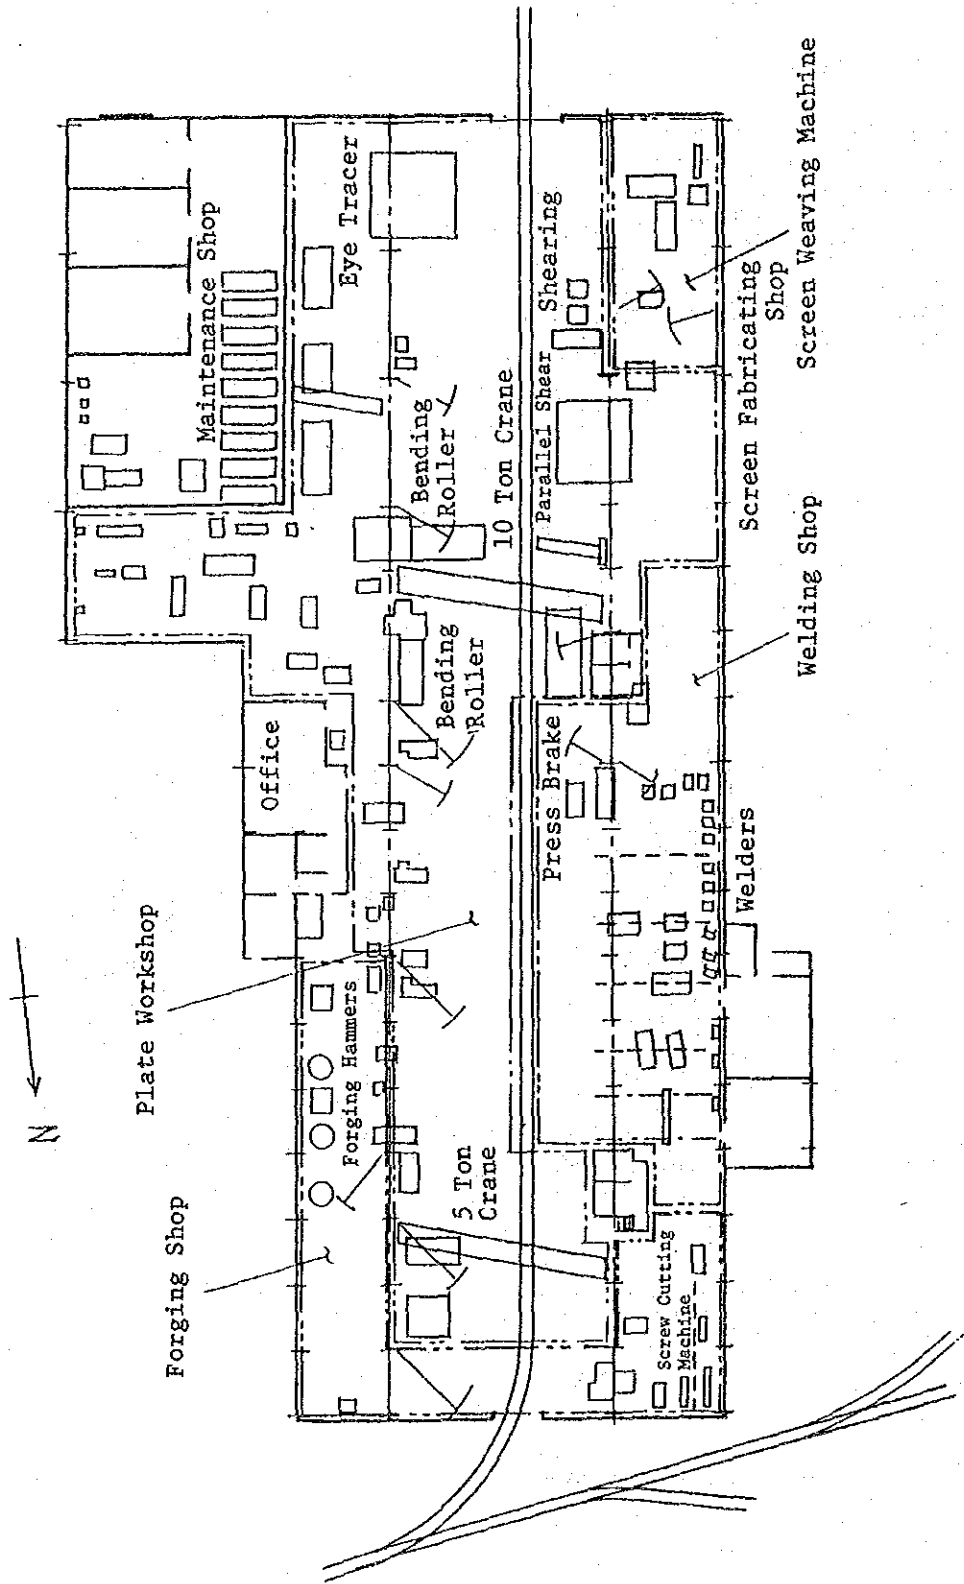 N
Forging Shop
Plate Workshop
Forging Hammers
Office
Maintenance Shop
Eye Tracer
5 Ton
Crane
Bending
Roller
Bending
Roller
10 Ton Crane
Parallel Shear
Shearing
Press Brake
Screw Cutting
Machine
Welders
Welding Shop
Screen Fabricating
Shop
Screen Weaving Machine